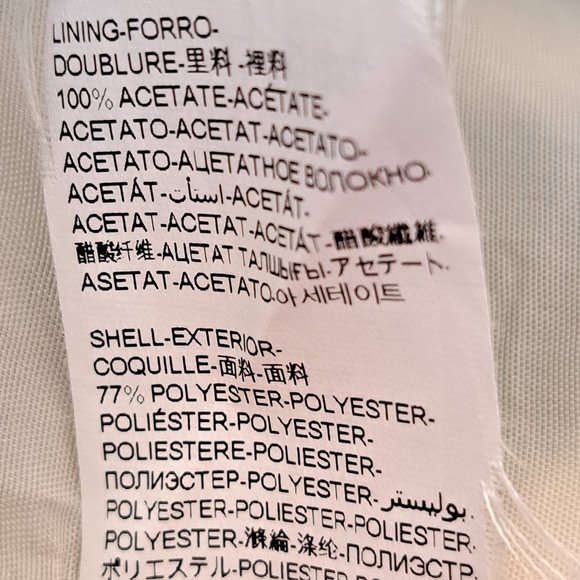 LINING-FORRO-
DOUBLURE-里料-裡料
100% ACETATE-ACÉTATE-
ACETATO-ACETAT-ACETATO-
ACETATO-АЦЕТАТНОЕ ВОЛОКНО-
ACETÁT-أستات-ACETÁT.
ACETAT-ACETAT-ACETÁT-醋酸纖維.
醋酸纤维-АЦЕТАТ ТАЛШЫҒЫ.アセテート.
ASETAT-ACETATO.아세테이트
SHELL-EXTERIOR-
COQUILLE-面料-面料
77% POLYESTER-POLYESTER-
POLIÉSTER-POLYESTER-
POLIESTERE-POLIESTER-
ПОЛИЭСТЕР-POLYESTER-بوليستر.
POLYESTER-POLIESTER-POLIESTER
POLYESTER-滌綸-涤纶-ПОЛИЭСТР
ポリエステル-POLIESTER